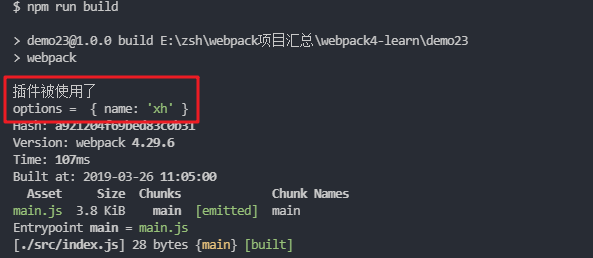 $ npm run build
> demo23@1.0.0 build E:\zsh\webpack项目汇总\webpack4-learn\demo23
> webpack
插件被使用了
options =  { name: 'xh' }
Hash: a921204f69bed83c0b31
Version: webpack 4.29.6
Time: 107ms
Built at: 2019-03-26 11:05:00
Asset Size Chunks Chunk Names
main.js 3.8 KiB main [emitted] main
Entrypoint main = main.js
[./src/index.js] 28 bytes {main} [built]